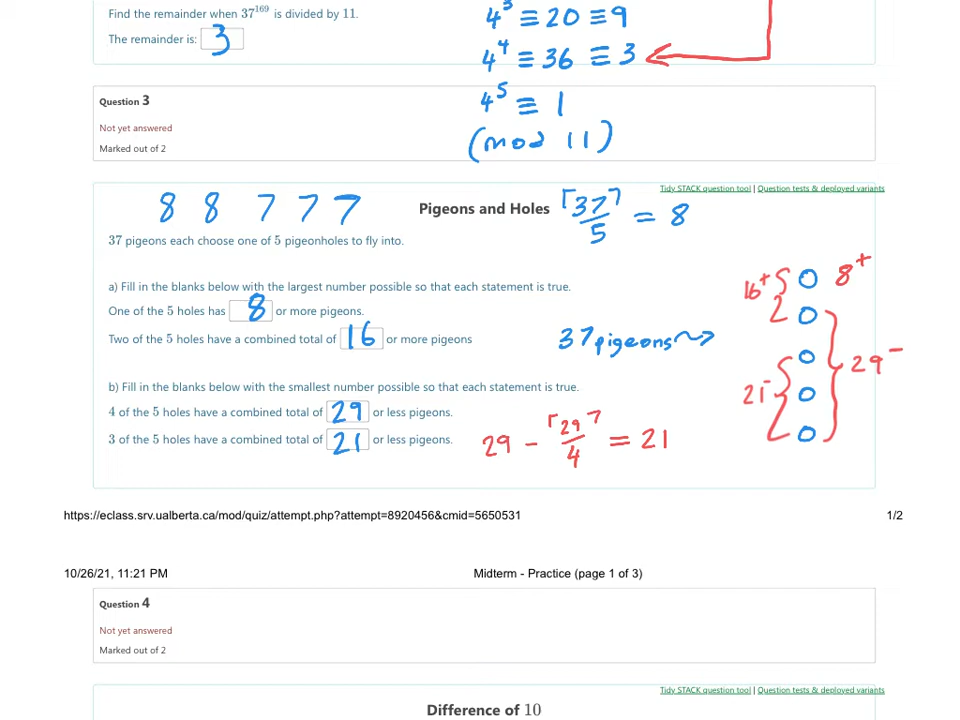 Find the remainder when 37^169 is divided by 11.
The remainder is: 3
4^3 ≡ 20 ≡ 9
4^4 ≡ 36 ≡ 3
4^5 ≡ 1
(mod 11)
Question 3
Not yet answered
Marked out of 2
Tidy STACK question tool | Question tests & deployed variants
8 8 7 7 7
Pigeons and Holes
⌈37/5⌉ = 8
37 pigeons each choose one of 5 pigeonholes to fly into.
a) Fill in the blanks below with the largest number possible so that each statement is true.
One of the 5 holes has 8 or more pigeons.
Two of the 5 holes have a combined total of 16 or more pigeons
37 pigeons
16+
0 8+
0
0
0
0
29-
21-
b) Fill in the blanks below with the smallest number possible so that each statement is true.
4 of the 5 holes have a combined total of 29 or less pigeons.
3 of the 5 holes have a combined total of 21 or less pigeons.
29 - ⌈29/4⌉ = 21
https://eclass.srv.ualberta.ca/mod/quiz/attempt.php?attempt=8920456&cmid=5650531
1/2
10/26/21, 11:21 PM
Midterm - Practice (page 1 of 3)
Question 4
Not yet answered
Marked out of 2
Tidy STACK question tool | Question tests & deployed variants
Difference of 10